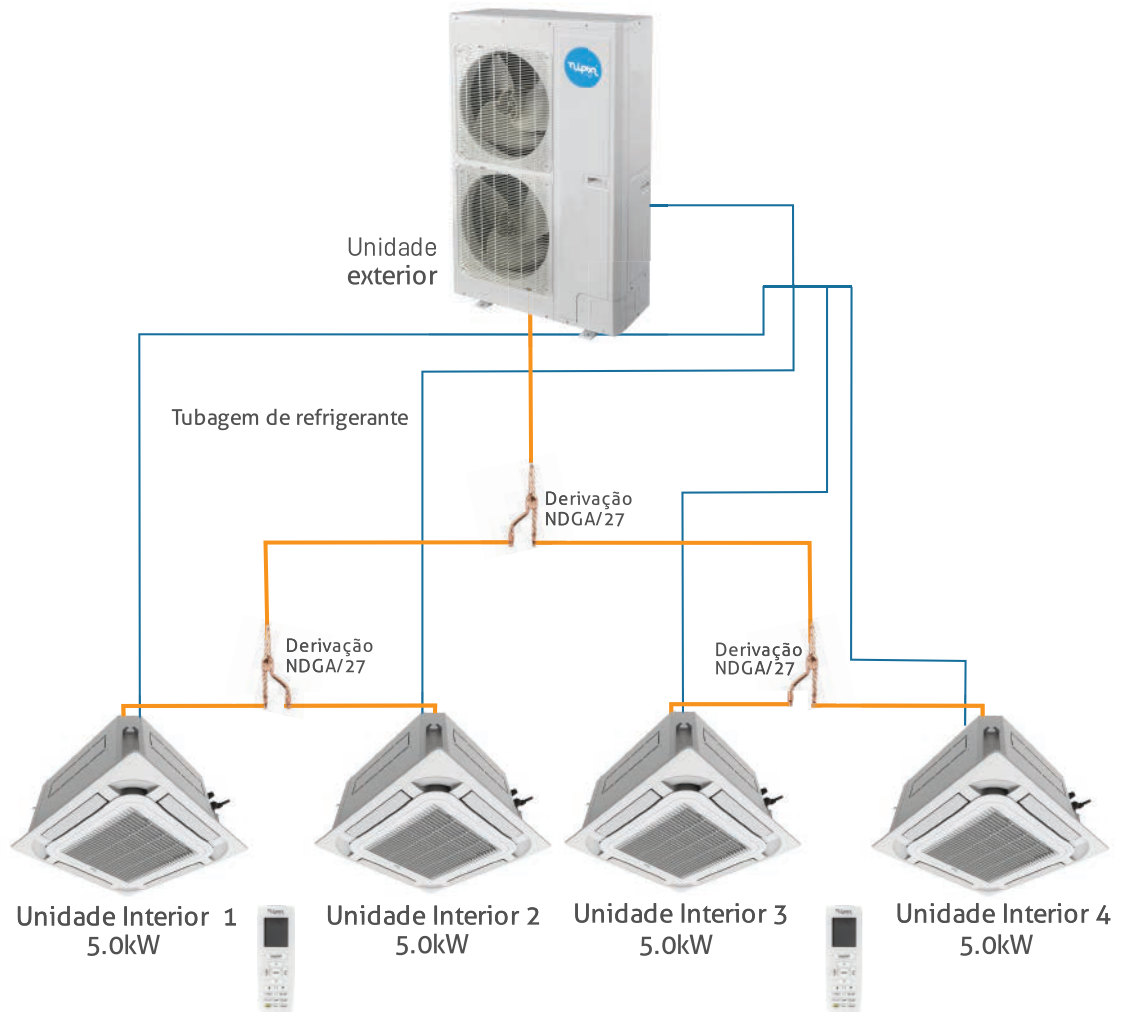 nipon
Unidade
exterior
Tubagem de refrigerante
Derivação
NDGA/27
Derivação
NDGA/27
Derivação
NDGA/27
Unidade Interior 1
5.0kW
Unidade Interior 2
5.0kW
Unidade Interior 3
5.0kW
Unidade Interior 4
5.0kW